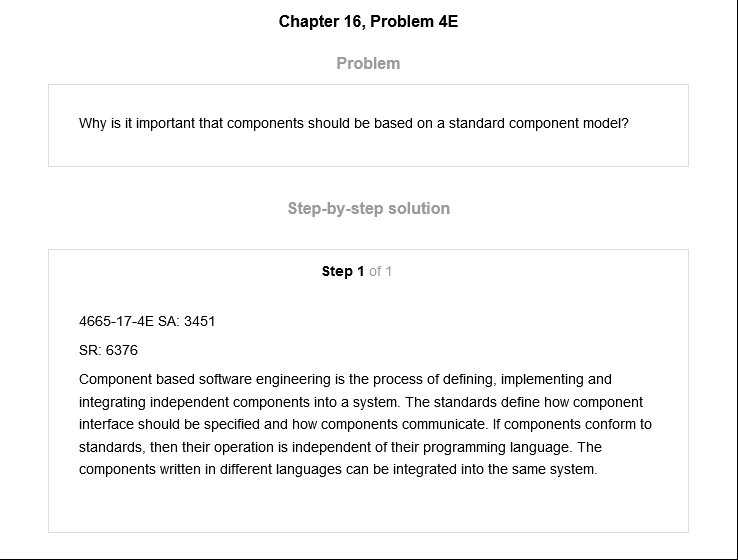 Chapter 16, Problem 4E
Problem
Why is it important that components should be based on a standard component model?
Step-by-step solution
Step 1 of 1
4665-17-4E SA: 3451
SR: 6376
Component based software engineering is the process of defining, implementing and
integrating independent components into a system. The standards define how component
interface should be specified and how components communicate. If components conform to
standards, then their operation is independent of their programming language. The
components written in different languages can be integrated into the same system.